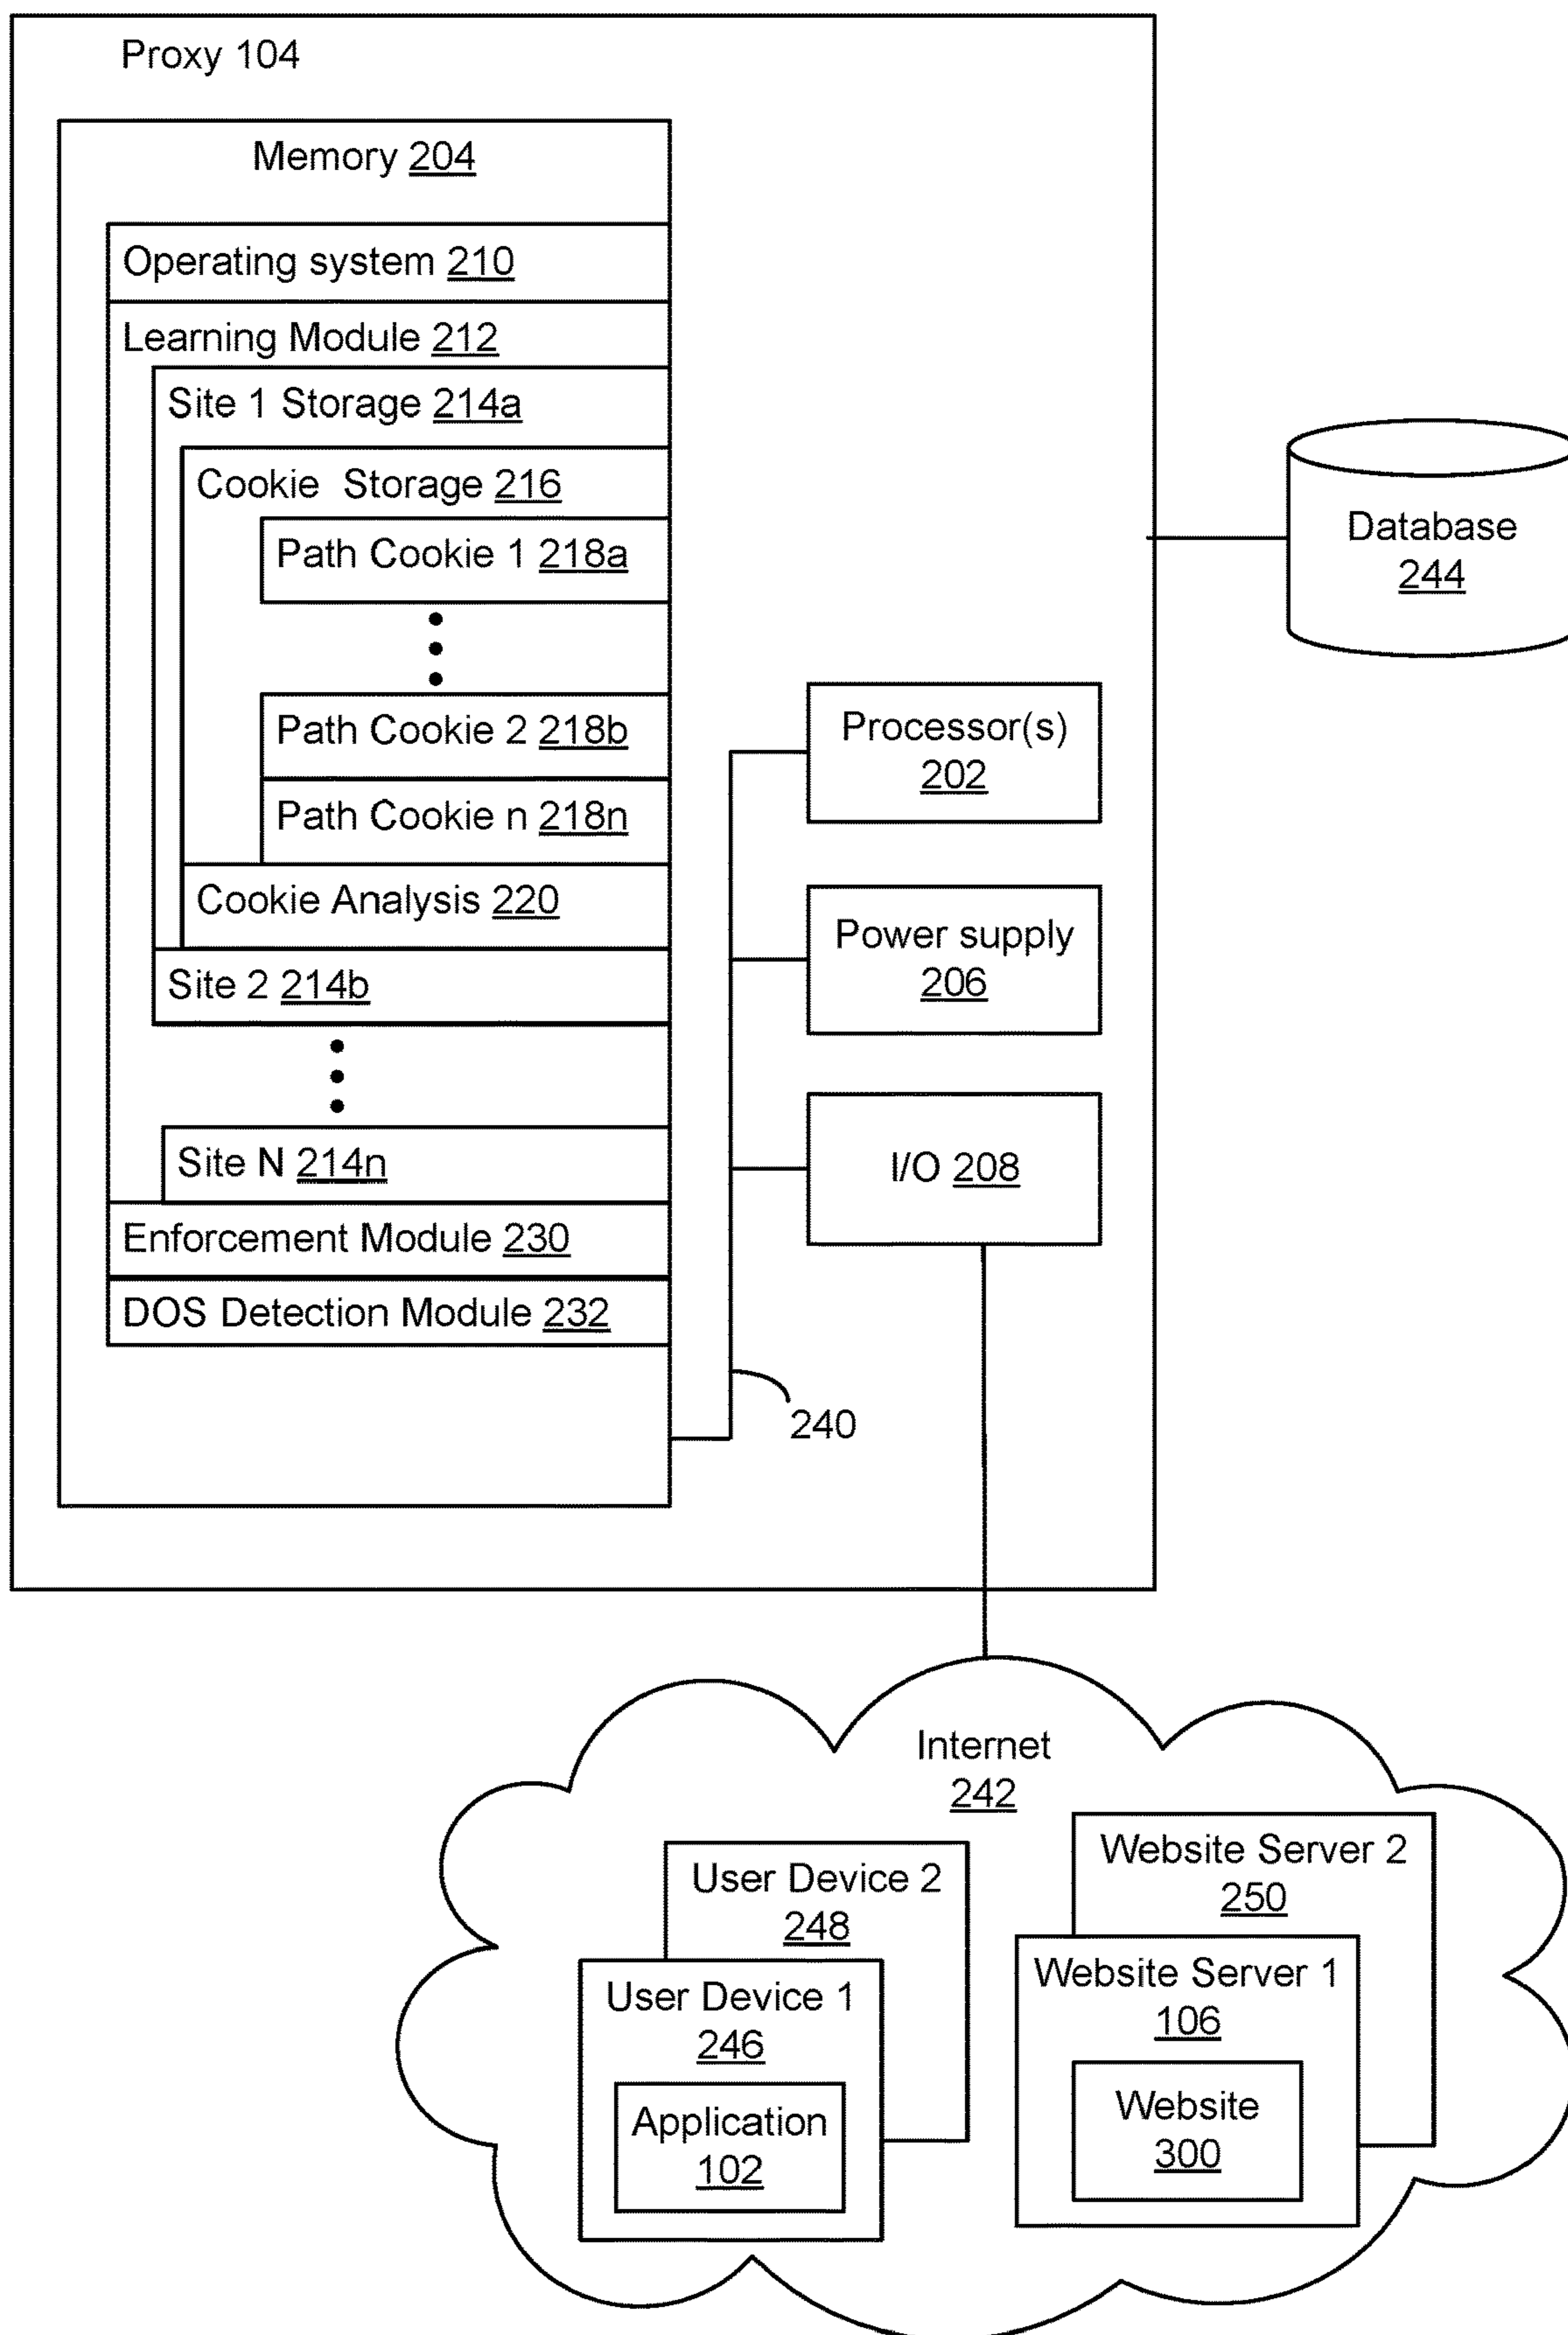 Proxy 104
Memory 204
Operating system 210
Learning Module 212
Site 1 Storage 214a
Cookie Storage 216
Path Cookie 1 218a
Path Cookie 2 218b
Path Cookie n 218n
Cookie Analysis 220
Site 2 214b
Site N 214n
Enforcement Module 230
DOS Detection Module 232
240
Processor(s)
202
Power supply
206
I/O 208
Database
244
Internet
242
User Device 2
248
User Device 1
246
Application
102
Website Server 2
250
Website Server 1
106
Website
300